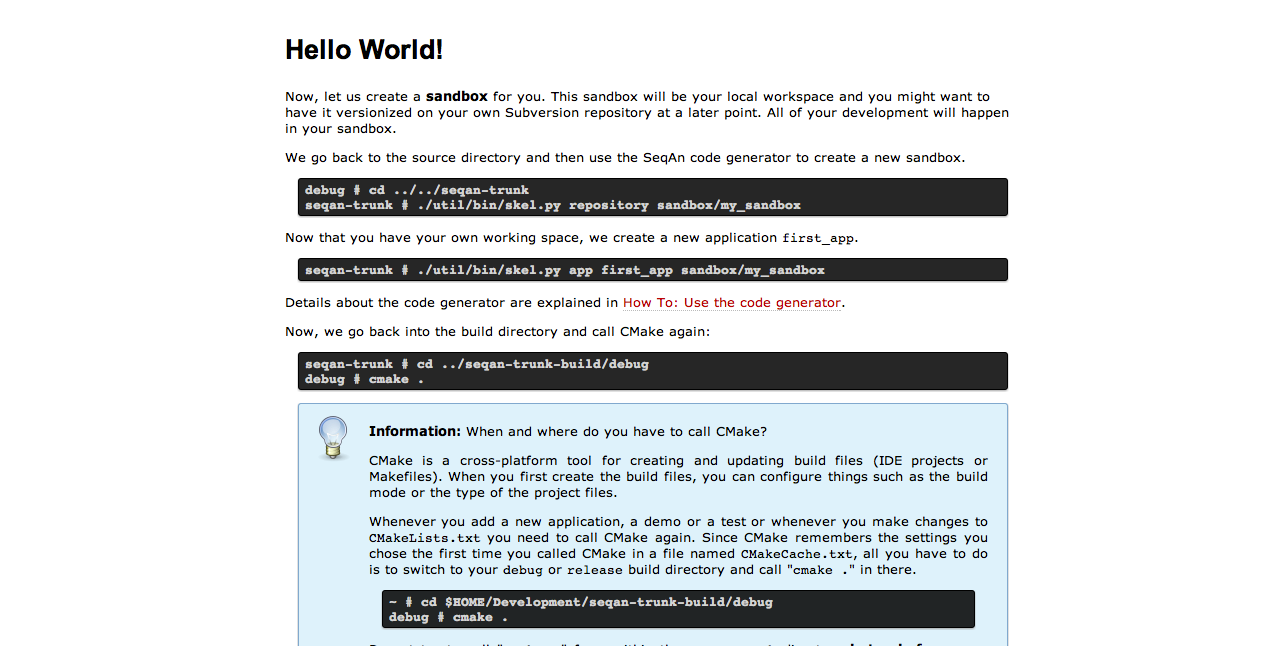 Hello World!
Now, let us create a sandbox for you. This sandbox will be your local workspace and you might want to
have it versionized on your own Subversion repository at a later point. All of your development will happen
in your sandbox.
We go back to the source directory and then use the SeqAn code generator to create a new sandbox.
debug # cd ../../seqan-trunk
seqan-trunk # ./util/bin/skel.py repository sandbox/my_sandbox
Now that you have your own working space, we create a new application first_app.
seqan-trunk # ./util/bin/skel.py app first_app sandbox/my_sandbox
Details about the code generator are explained in How To: Use the code generator.
Now, we go back into the build directory and call CMake again:
seqan-trunk # cd ../seqan-trunk-build/debug
debug # cmake .
Information: When and where do you have to call CMake?
CMake is a cross-platform tool for creating and updating build files (IDE projects or
Makefiles). When you first create the build files, you can configure things such as the build
mode or the type of the project files.
Whenever you add a new application, a demo or a test or whenever you make changes to
CMakeLists.txt you need to call CMake again. Since CMake remembers the settings you
chose the first time you called CMake in a file named CMakeCache.txt, all you have to do
is to switch to your debug or release build directory and call "cmake ." in there.
~ # cd $HOME/Development/seqan-trunk-build/debug
debug # cmake .